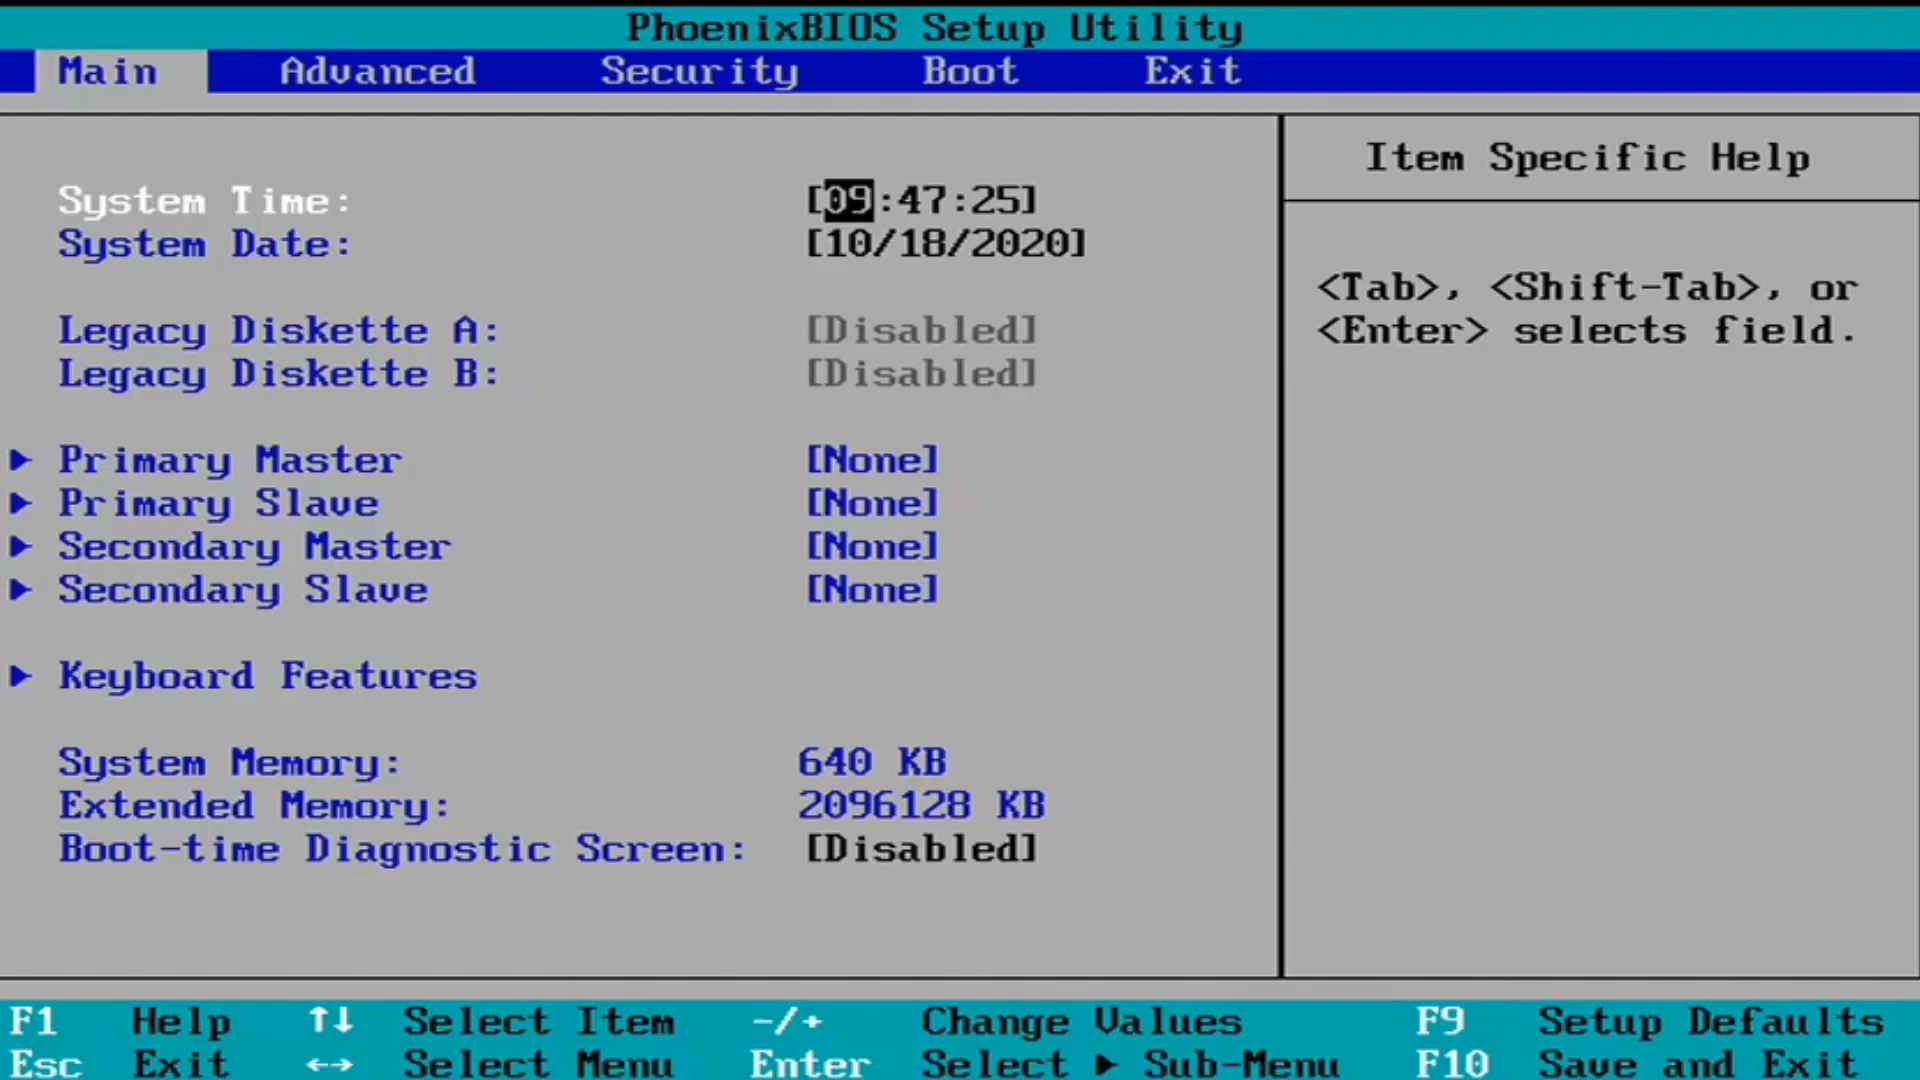 PhoenixBIOS Setup Utility
Main Advanced Security Boot Exit
System Time: [09:47:25]
System Date: [10/18/2020]
Legacy Diskette A: [Disabled]
Legacy Diskette B: [Disabled]
▶ Primary Master [None]
▶ Primary Slave [None]
▶ Secondary Master [None]
▶ Secondary Slave [None]
▶ Keyboard Features
System Memory: 640 KB
Extended Memory: 2096128 KB
Boot-time Diagnostic Screen: [Disabled]
Item Specific Help
<Tab>, <Shift-Tab>, or
<Enter> selects field.
F1 Help ↑↓ Select Item -/+ Change Values F9 Setup Defaults
Esc Exit ↔ Select Menu Enter Select ▶ Sub-Menu F10 Save and Exit